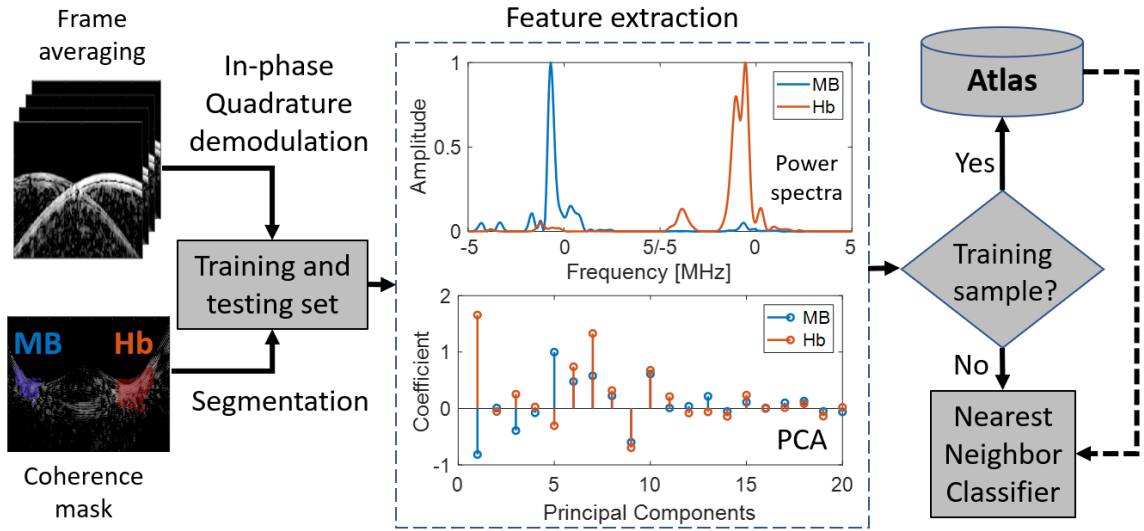 Frame
averaging
In-phase
Quadrature
demodulation
Training and
testing set
MB
Hb
Segmentation
Coherence
mask
Feature extraction
1
0.5
0
Amplitude
MB
Hb
Power
spectra
-5
0
5/-5
0
5
Frequency [MHz]
2
1
0
-1
Coefficient
MB
Hb
PCA
0
5
10
15
20
Principal Components
Atlas
Yes
Training
sample?
No
Nearest
Neighbor
Classifier